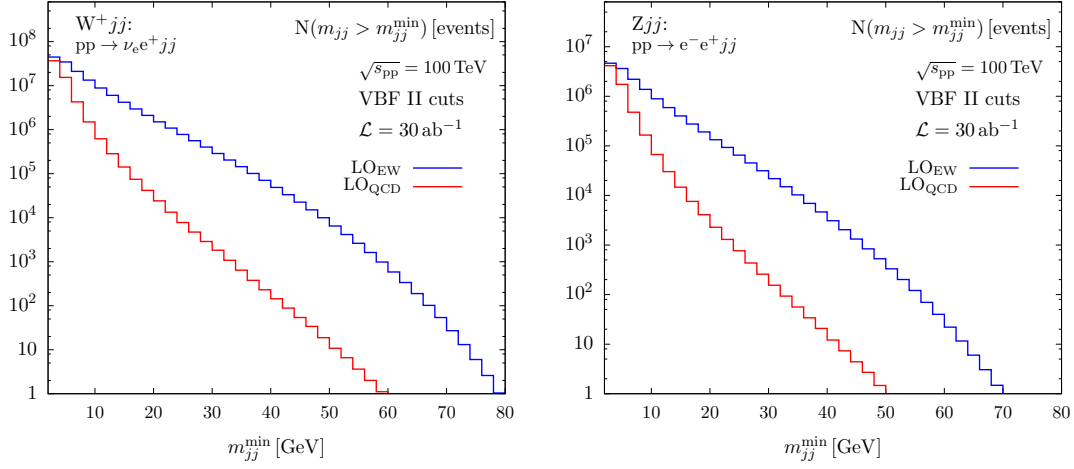 W⁺jj:
pp → νₑe⁺jj
N(m_jj > m_jj^min) [events]
√s_pp = 100 TeV
VBF II cuts
ℒ = 30 ab⁻¹
LO_EW
LO_QCD
10⁸
10⁷
10⁶
10⁵
10⁴
10³
10²
10¹
1
10 20 30 40 50 60 70 80
m_jj^min [GeV]
Zjj:
pp → e⁻e⁺jj
N(m_jj > m_jj^min) [events]
√s_pp = 100 TeV
VBF II cuts
ℒ = 30 ab⁻¹
LO_EW
LO_QCD
10⁷
10⁶
10⁵
10⁴
10³
10²
10¹
1
10 20 30 40 50 60 70 80
m_jj^min [GeV]